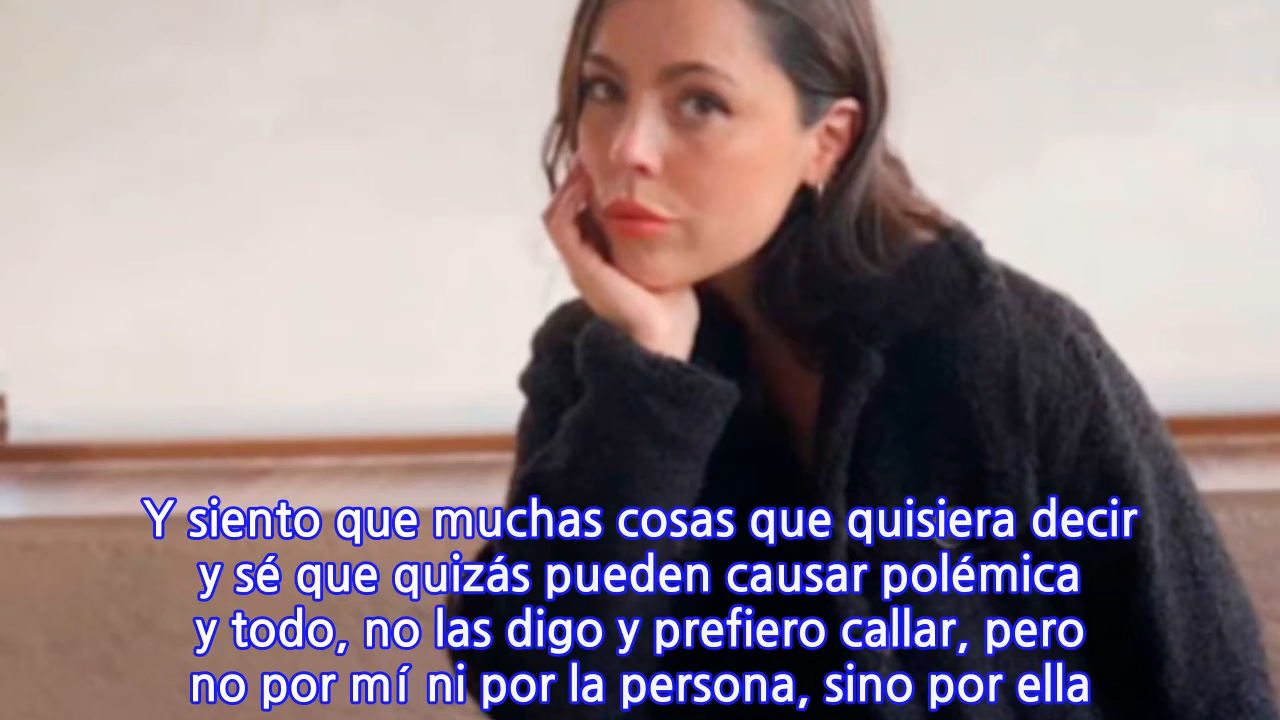 Y siento que muchas cosas que quisiera decir
y sé que quizás pueden causar polémica
y todo, no las digo y prefiero callar, pero
no por mí ni por la persona, sino por ella